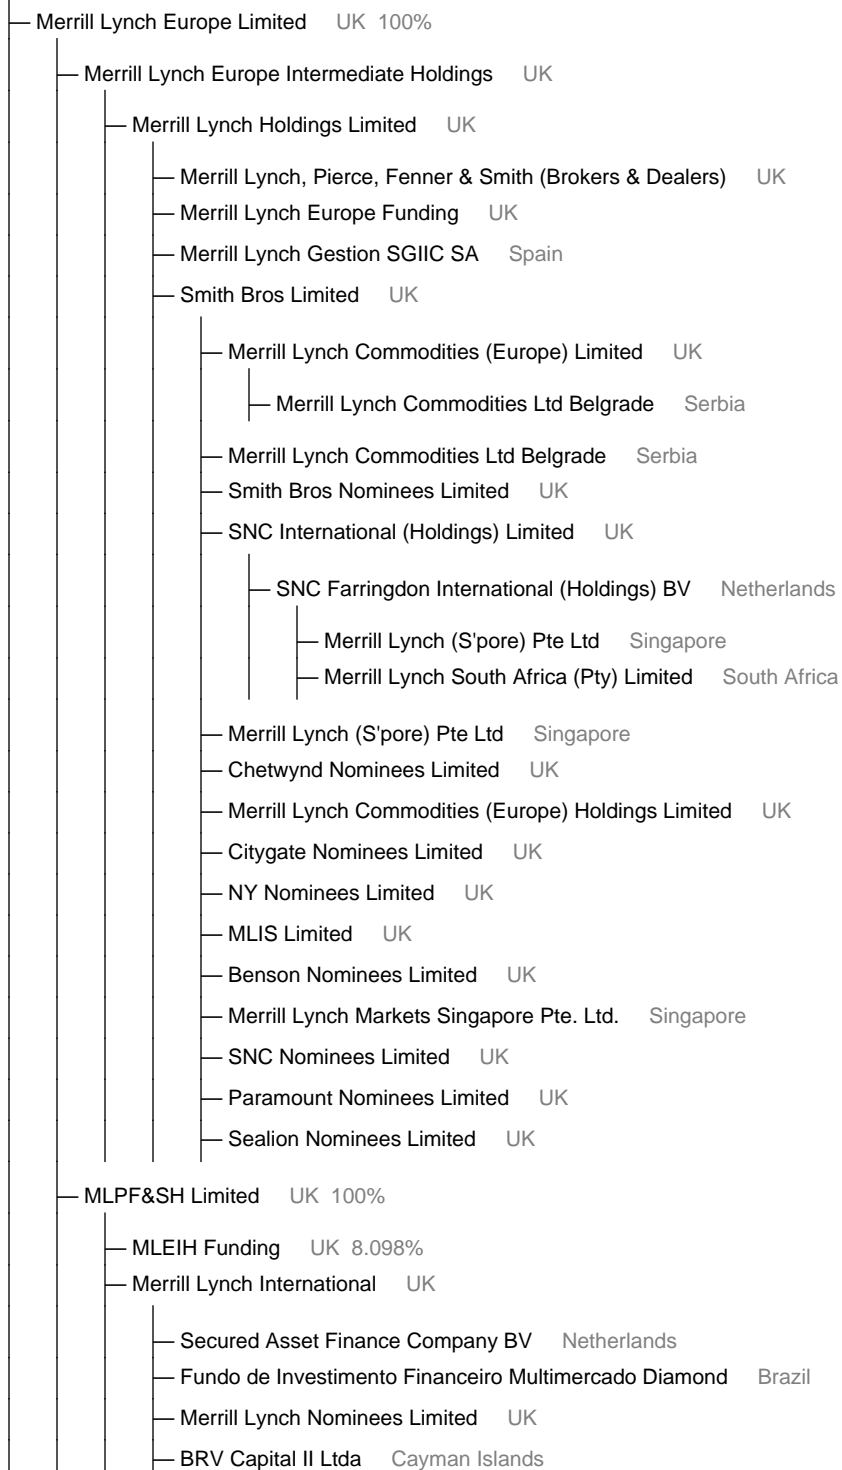 Merrill Lynch Europe Limited UK 100%
Merrill Lynch Europe Intermediate Holdings UK
Merrill Lynch Holdings Limited UK
Merrill Lynch, Pierce, Fenner & Smith (Brokers & Dealers) UK
Merrill Lynch Europe Funding UK
Merrill Lynch Gestion SGIIC SA Spain
Smith Bros Limited UK
Merrill Lynch Commodities (Europe) Limited UK
Merrill Lynch Commodities Ltd Belgrade Serbia
Merrill Lynch Commodities Ltd Belgrade Serbia
Smith Bros Nominees Limited UK
SNC International (Holdings) Limited UK
SNC Farringdon International (Holdings) BV Netherlands
Merrill Lynch (S'pore) Pte Ltd Singapore
Merrill Lynch South Africa (Pty) Limited South Africa
Merrill Lynch (S'pore) Pte Ltd Singapore
Chetwynd Nominees Limited UK
Merrill Lynch Commodities (Europe) Holdings Limited UK
Citygate Nominees Limited UK
NY Nominees Limited UK
MLIS Limited UK
Benson Nominees Limited UK
Merrill Lynch Markets Singapore Pte. Ltd. Singapore
SNC Nominees Limited UK
Paramount Nominees Limited UK
Sealion Nominees Limited UK
MLPF&SH Limited UK 100%
MLEIH Funding UK 8.098%
Merrill Lynch International UK
Secured Asset Finance Company BV Netherlands
Fundo de Investimento Financeiro Multimercado Diamond Brazil
Merrill Lynch Nominees Limited UK
BRV Capital II Ltda Cayman Islands